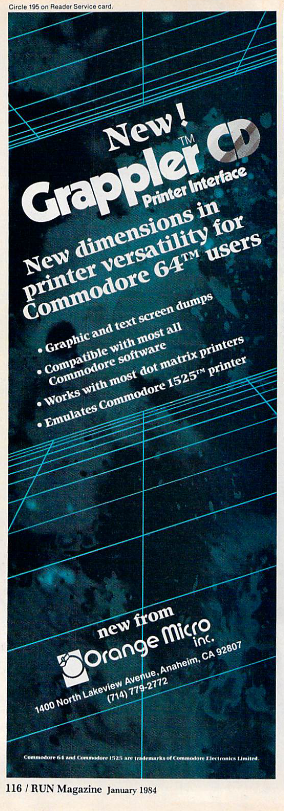 Circle 195 on Reader Service card.
New!
Grappler CD™
Printer Interface
New dimensions in
printer versatility for
Commodore 64™ users
• Graphic and text screen dumps
• Compatible with most all
Commodore software
• Works with most dot matrix printers
• Emulates Commodore 1525™ printer
new from
Orange Micro
inc.
1400 North Lakeview Avenue, Anaheim, CA 92807
(714) 779-2772
Commodore 64 and Commodore 1525 are trademarks of Commodore Electronics Limited.
116 / RUN Magazine January 1984